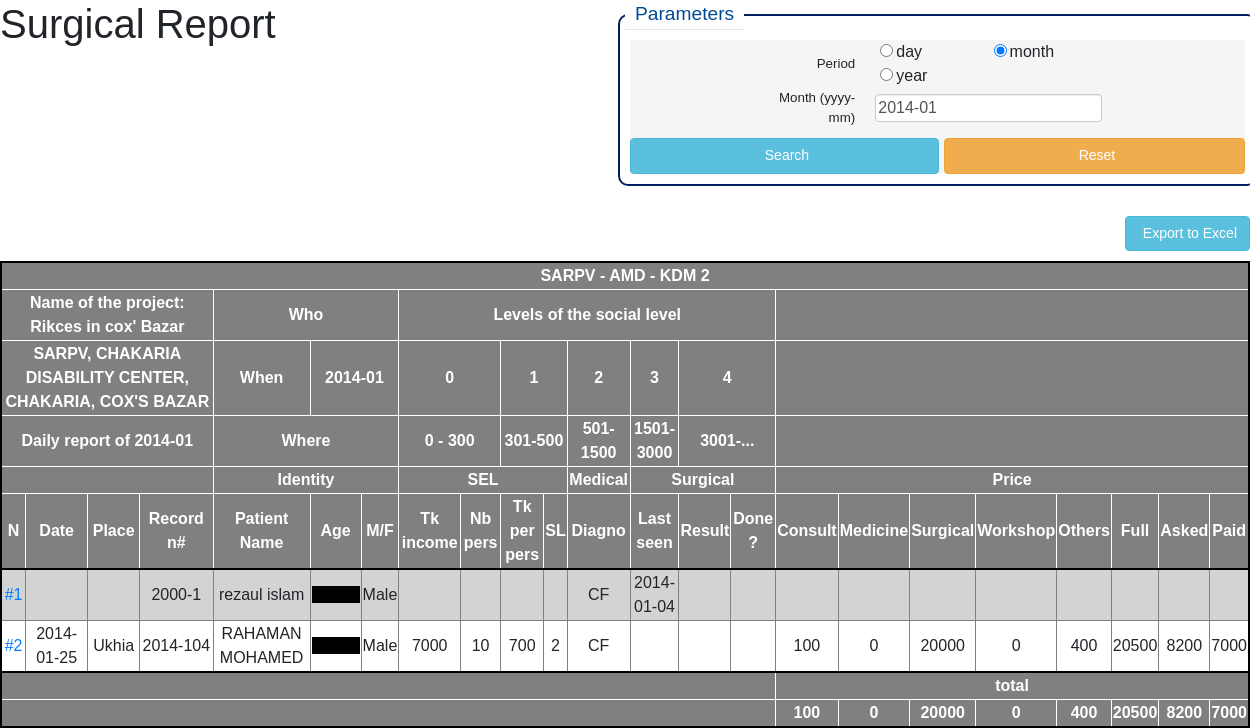 Surgical Report
Parameters
Period
day
month
year
Month (yyyy-
mm)
2014-01
Search
Reset
Export to Excel
SARPV - AMD - KDM 2
Name of the project:
Rikces in cox' Bazar
Who
Levels of the social level
SARPV, CHAKARIA
DISABILITY CENTER,
CHAKARIA, COX'S BAZAR
When
2014-01
0
1
2
3
4
Daily report of 2014-01
Where
0 - 300
301-500
501-
1500
1501-
3000
3001-...
Identity
SEL
Medical
Surgical
Price
N
Date
Place
Record
n#
Patient
Name
Age
M/F
Tk
income
Nb
pers
Tk
per
pers
SL
Diagno
Last
seen
Result
Done
?
Consult
Medicine
Surgical
Workshop
Others
Full
Asked
Paid
#1
2000-1
rezaul islam
Male
CF
2014-
01-04
#2
2014-
01-25
Ukhia
2014-104
RAHAMAN
MOHAMED
Male
7000
10
700
2
CF
100
0
20000
0
400
20500
8200
7000
total
100
0
20000
0
400
20500
8200
7000